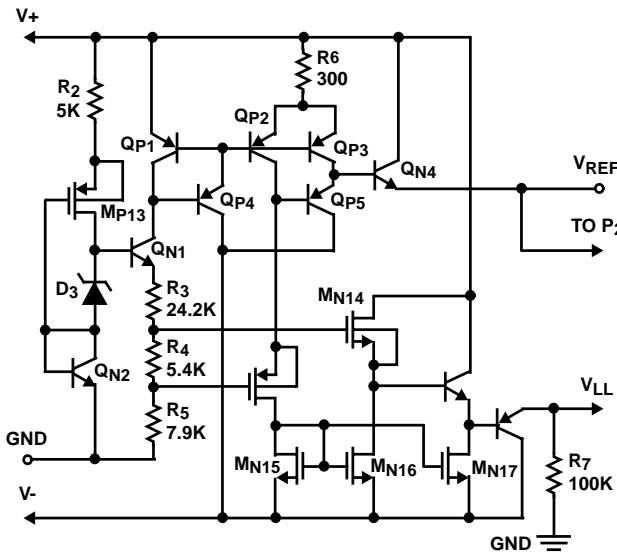 V+
R6
300
R2
5K
QP2
QP1
QP3
QN4
VREF
MP13
QP4
QP5
TO P2
QN1
D3
R3
24.2K
MN14
R4
5.4K
QN2
VLL
R5
7.9K
GND
MN15
MN16
MN17
R7
100K
V-
GND